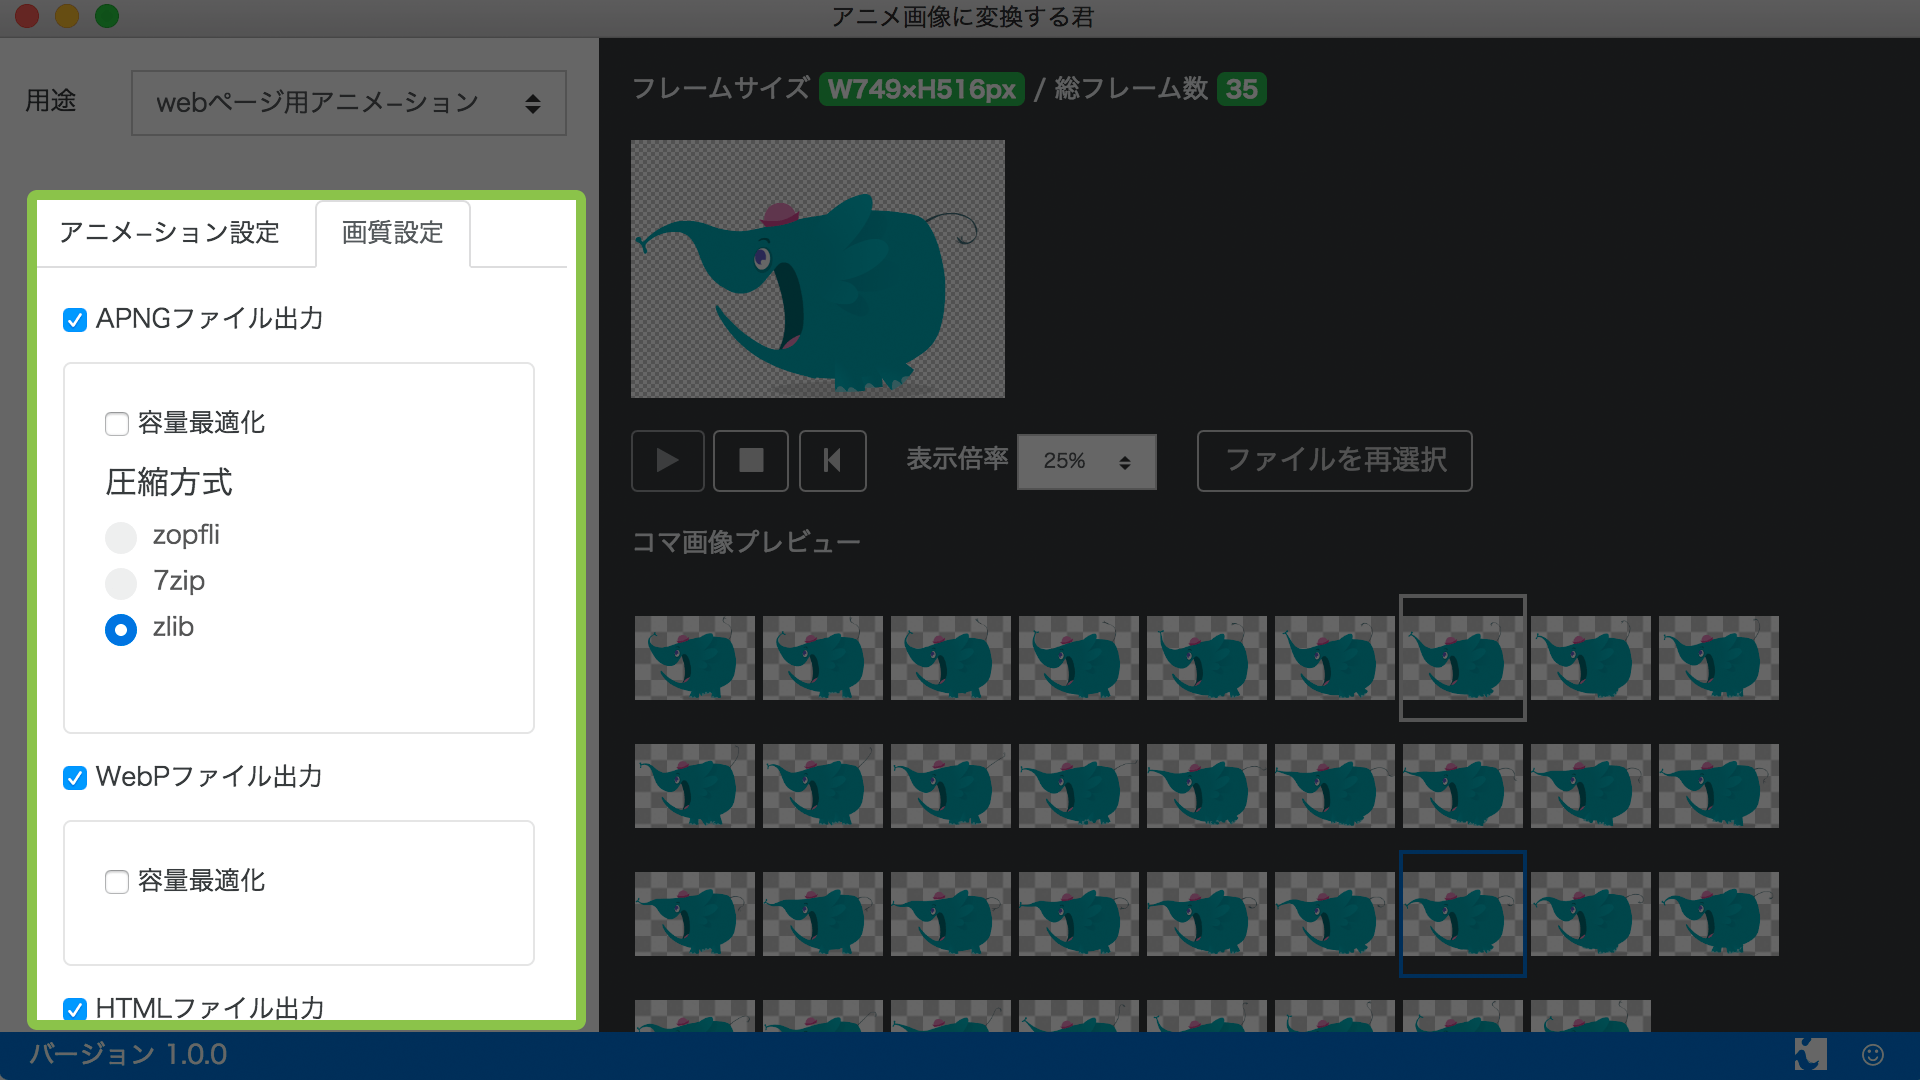 アニメ画像に変換する君
用途
webページ用アニメーション
アニメーション設定
画質設定
APNGファイル出力
容量最適化
圧縮方式
zopfli
7zip
zlib
WebPファイル出力
容量最適化
HTMLファイル出力
フレームサイズ W749×H516px / 総フレーム数 35
表示倍率 25% ファイルを再選択
コマ画像プレビュー
バージョン 1.0.0